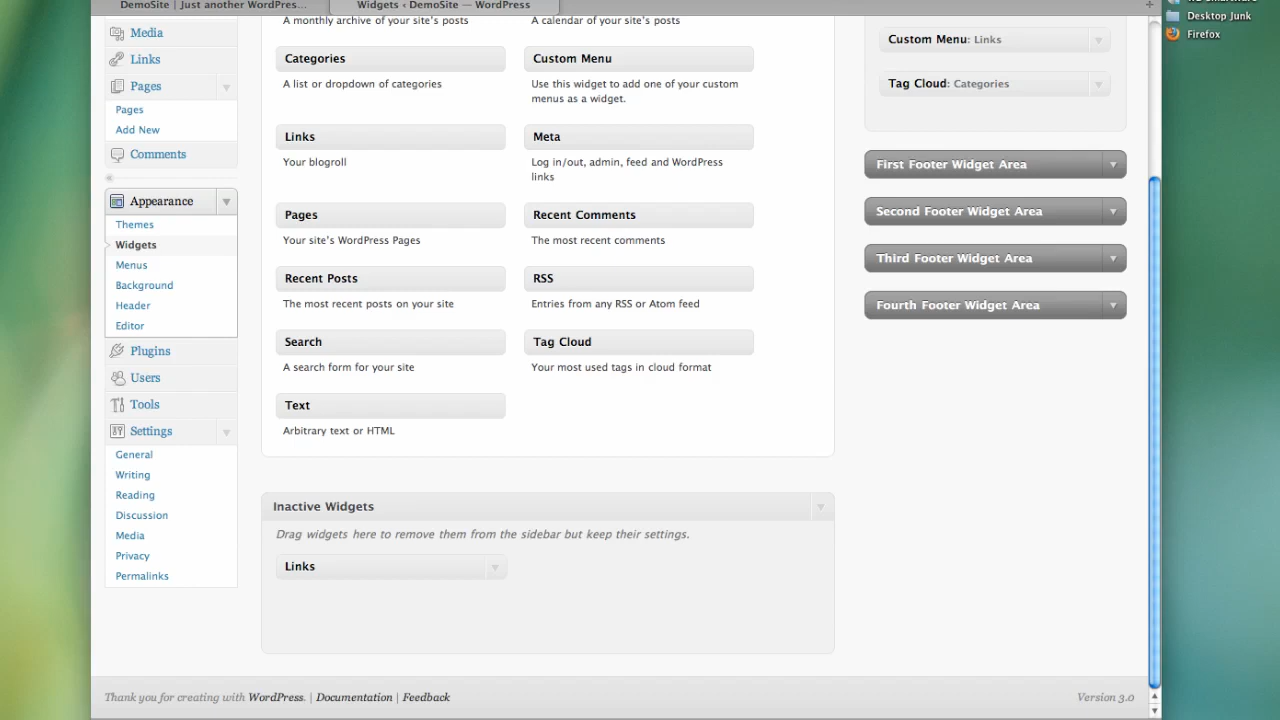 DemoSite | Just another WordPres...
Widgets ‹ DemoSite — WordPress
Desktop Junk
Firefox
Media
Links
Pages
Pages
Add New
Comments
Appearance
Themes
Widgets
Menus
Background
Header
Editor
Plugins
Users
Tools
Settings
General
Writing
Reading
Discussion
Media
Privacy
Permalinks
A monthly archive of your site's posts
A calendar of your site's posts
Categories
A list or dropdown of categories
Custom Menu
Use this widget to add one of your custom
menus as a widget.
Links
Your blogroll
Meta
Log in/out, admin, feed and WordPress
links
Pages
Your site's WordPress Pages
Recent Comments
The most recent comments
Recent Posts
The most recent posts on your site
RSS
Entries from any RSS or Atom feed
Search
A search form for your site
Tag Cloud
Your most used tags in cloud format
Text
Arbitrary text or HTML
Inactive Widgets
Drag widgets here to remove them from the sidebar but keep their settings.
Links
Custom Menu: Links
Tag Cloud: Categories
First Footer Widget Area
Second Footer Widget Area
Third Footer Widget Area
Fourth Footer Widget Area
Thank you for creating with WordPress. | Documentation | Feedback
Version 3.0